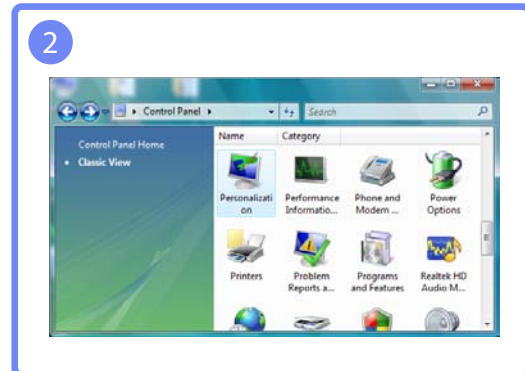 2
Control Panel
Search
Control Panel Home
Classic View
Name Category
Personalizati
on
Performance
Informatio...
Phone and
Modem ...
Power
Options
Printers
Problem
Reports a...
Programs
and Features
Realtek HD
Audio M...